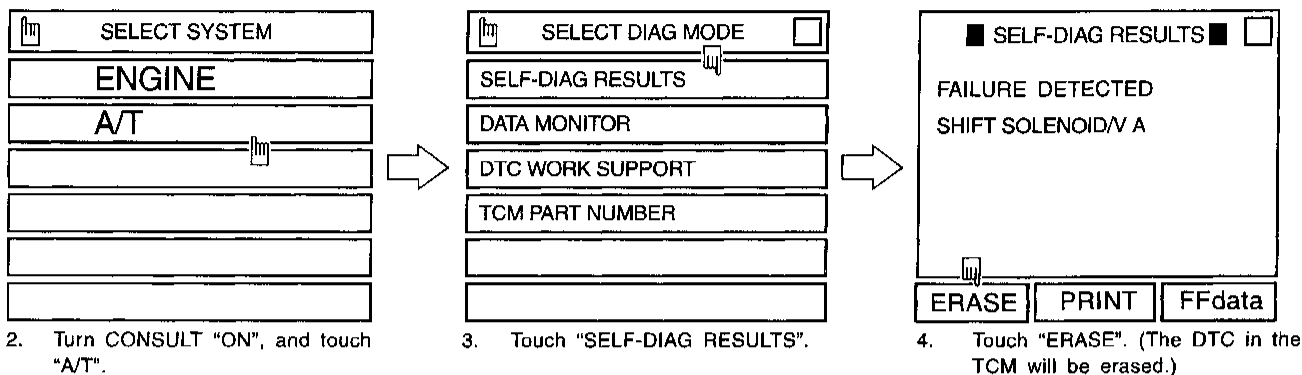 SELECT SYSTEM
ENGINE
A/T
2. Turn CONSULT "ON", and touch
"A/T".
SELECT DIAG MODE
SELF-DIAG RESULTS
DATA MONITOR
DTC WORK SUPPORT
TCM PART NUMBER
3. Touch "SELF-DIAG RESULTS".
SELF-DIAG RESULTS
FAILURE DETECTED
SHIFT SOLENOID/V A
ERASE PRINT FFdata
4. Touch "ERASE". (The DTC in the
TCM will be erased.)